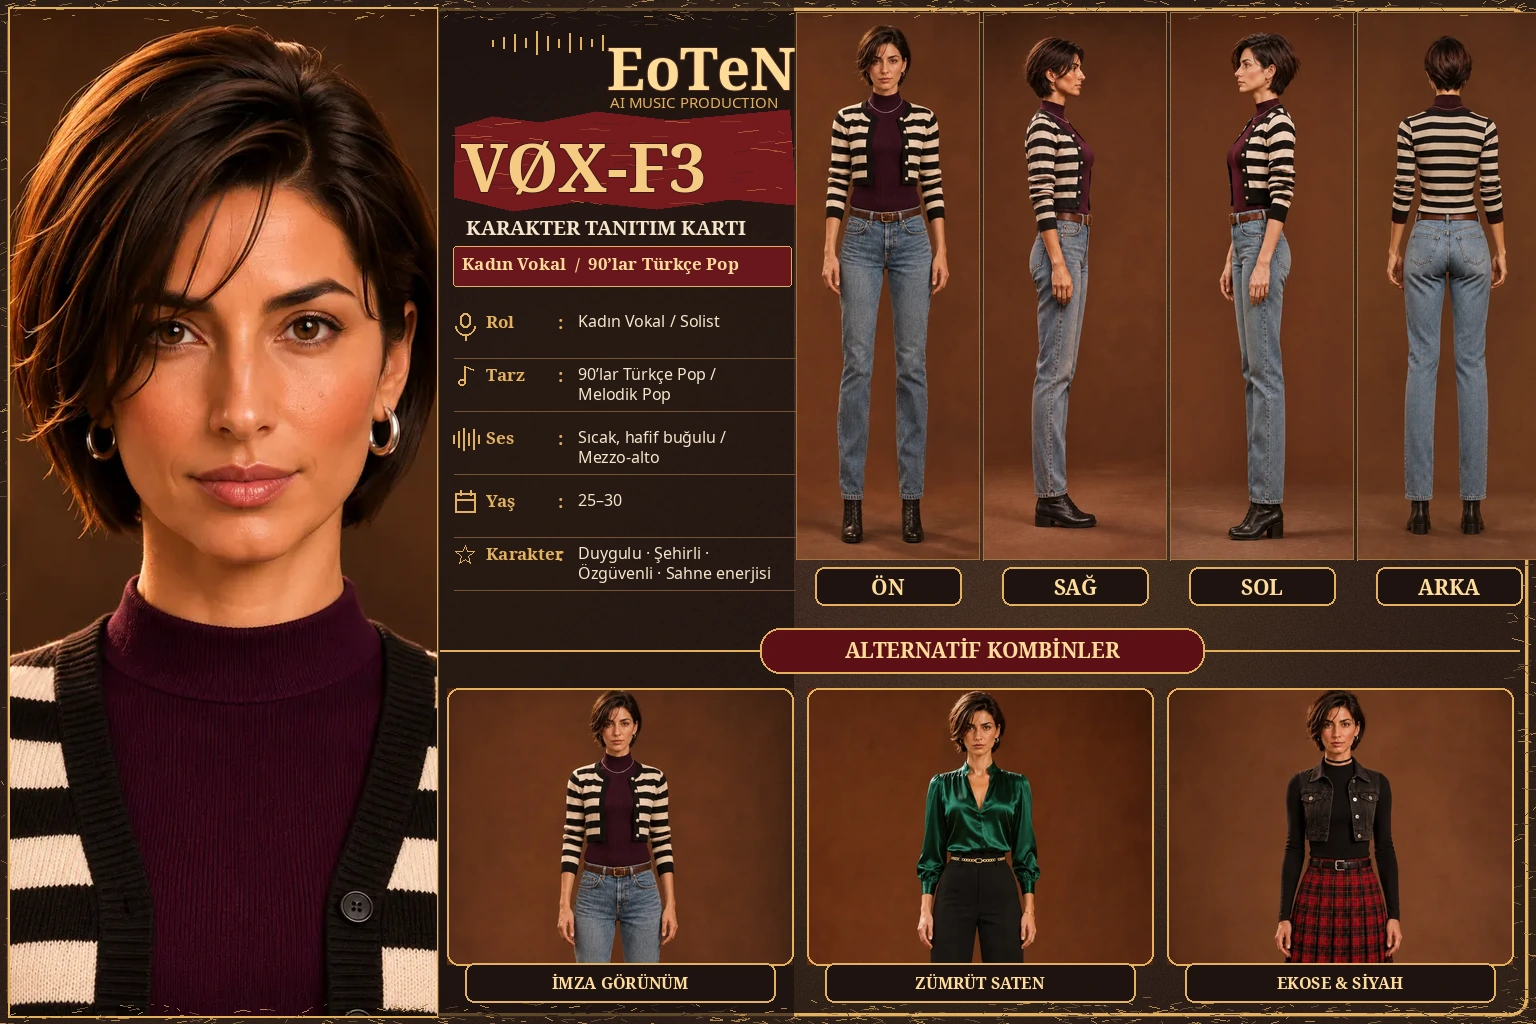 EoTeN
AI MUSIC PRODUCTION
VØX-F3
KARAKTER TANITIM KARTI
Kadın Vokal / 90’lar Türkçe Pop
Rol : Kadın Vokal / Solist
Tarz : 90’lar Türkçe Pop /
Melodik Pop
Ses : Sıcak, hafif buğulu /
Mezzo-alto
Yaş : 25–30
Karakter : Duygulu · Şehirli ·
Özgüvenli · Sahne enerjisi
ÖN
SAĞ
SOL
ARKA
ALTERNATİF KOMBİNLER
İMZA GÖRÜNÜM
ZÜMRÜT SATEN
EKOSE & SİYAH